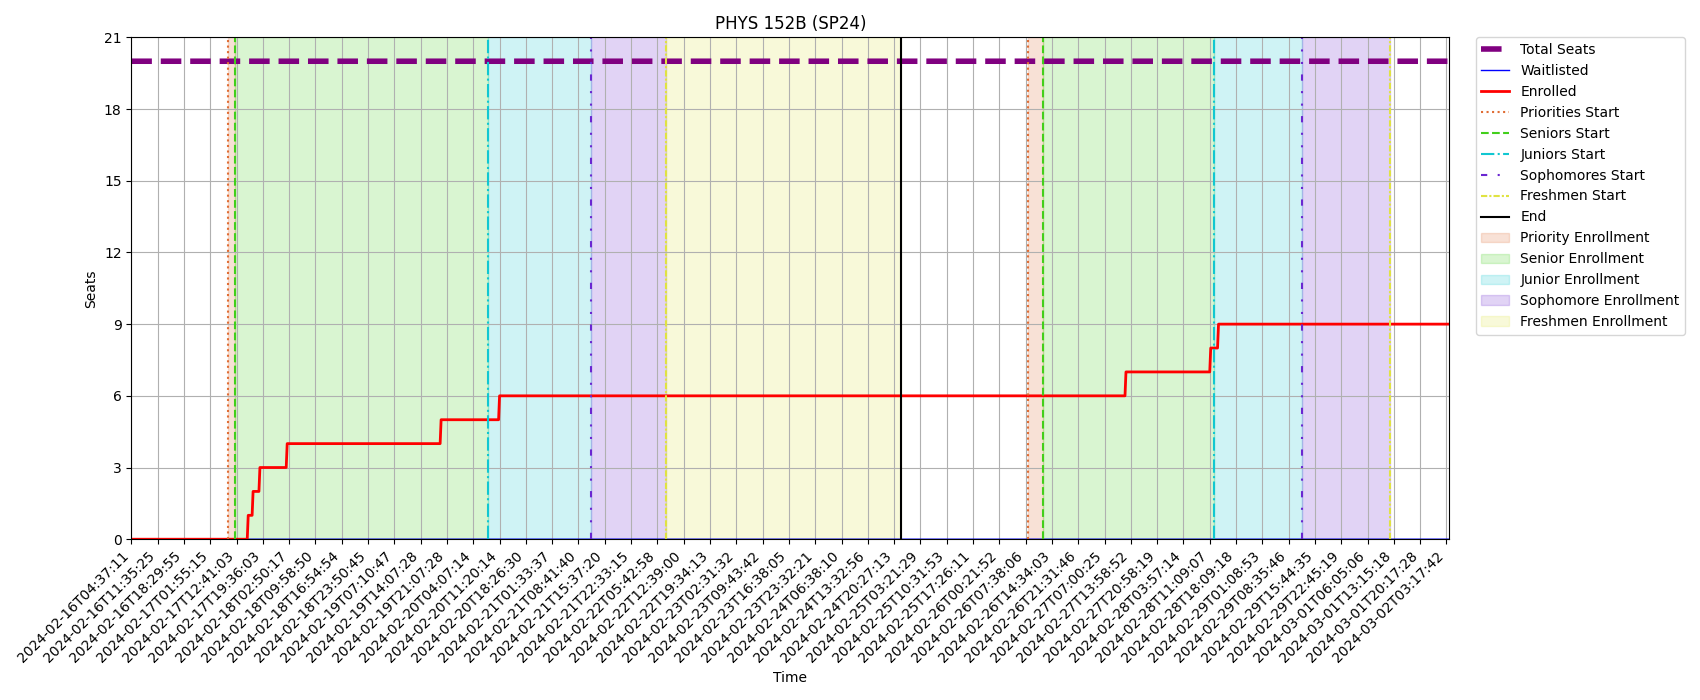 PHYS 152B (SP24)
21
18
15
12
9
6
3
0
Seats
2024-02-16T04:37:11
2024-02-16T11:35:25
2024-02-16T18:29:55
2024-02-17T01:55:15
2024-02-17T12:41:03
2024-02-17T19:36:03
2024-02-18T02:50:17
2024-02-18T09:58:50
2024-02-18T16:54:54
2024-02-18T23:50:45
2024-02-19T07:10:47
2024-02-19T14:07:28
2024-02-19T21:07:28
2024-02-20T04:07:14
2024-02-20T11:20:14
2024-02-20T18:26:30
2024-02-21T01:33:37
2024-02-21T08:41:40
2024-02-21T15:37:20
2024-02-21T22:33:15
2024-02-22T05:42:58
2024-02-22T12:39:00
2024-02-22T19:34:13
2024-02-23T02:31:32
2024-02-23T09:43:42
2024-02-23T16:38:05
2024-02-23T23:32:21
2024-02-24T06:38:10
2024-02-24T13:32:56
2024-02-24T20:27:13
2024-02-25T03:21:29
2024-02-25T10:31:53
2024-02-25T17:26:11
2024-02-26T00:21:52
2024-02-26T07:38:06
2024-02-26T14:34:03
2024-02-26T21:31:46
2024-02-27T07:00:25
2024-02-27T13:58:52
2024-02-27T20:58:19
2024-02-28T03:57:14
2024-02-28T11:09:07
2024-02-28T18:09:18
2024-02-29T01:08:53
2024-02-29T08:35:46
2024-02-29T15:44:35
2024-02-29T22:45:19
2024-03-01T06:05:06
2024-03-01T13:15:18
2024-03-01T20:17:28
2024-03-02T03:17:42
Time
Total Seats
Waitlisted
Enrolled
Priorities Start
Seniors Start
Juniors Start
Sophomores Start
Freshmen Start
End
Priority Enrollment
Senior Enrollment
Junior Enrollment
Sophomore Enrollment
Freshmen Enrollment